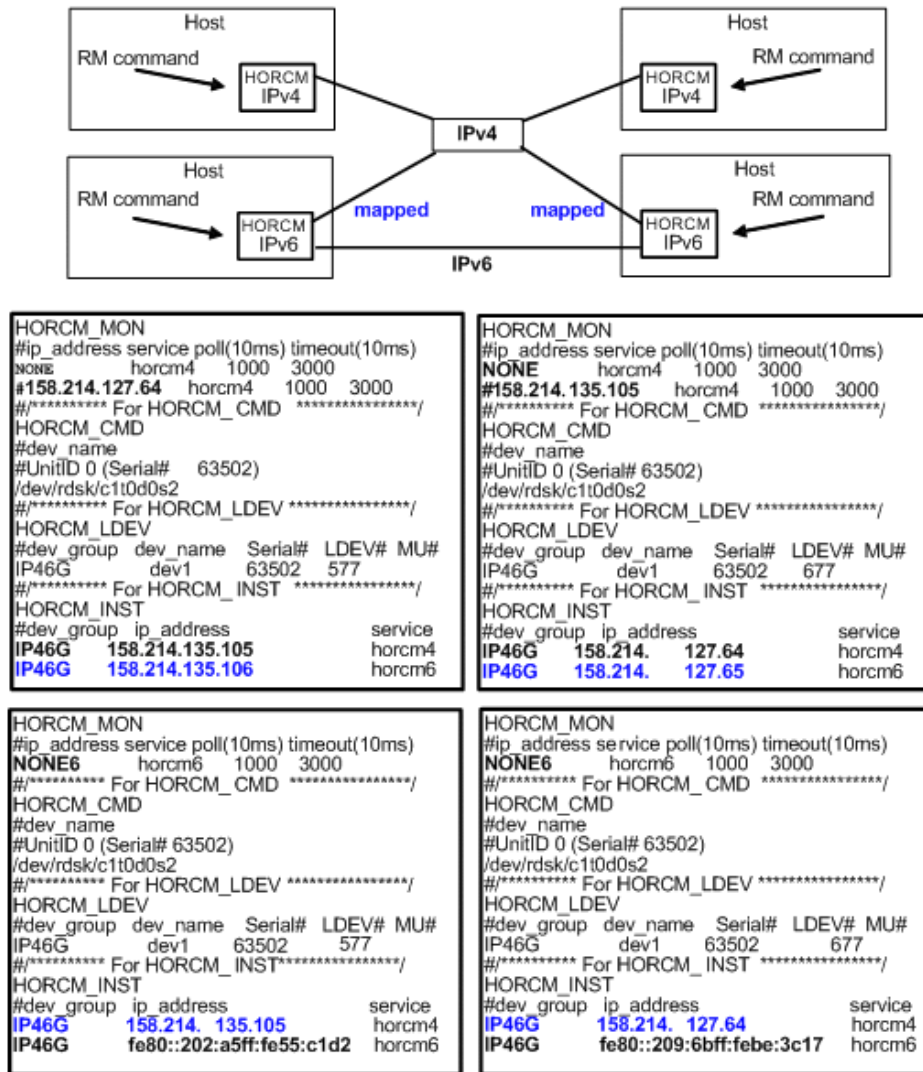 Host
Host
RM command
RM command
HORCM
IPv4
HORCM
IPv4
IPv4
Host
Host
RM command
RM command
mapped
mapped
HORCM
IPv6
HORCM
IPv6
IPv6
HORCM_MON
#ip_address service poll(10ms) timeout(10ms)
NONE horcm4 1000 3000
#158.214.127.64 horcm4 1000 3000
#/********** For HORCM_CMD ****************/
HORCM_CMD
#dev_name
#UnitID 0 (Serial# 63502)
/dev/rdsk/c1t0d0s2
#/********** For HORCM_LDEV ****************/
HORCM_LDEV
#dev_group dev_name Serial# LDEV# MU#
IP46G dev1 63502 577
#/********** For HORCM_INST ****************/
HORCM_INST
#dev_group ip_address service
IP46G 158.214.135.105 horcm4
IP46G 158.214.135.106 horcm6
HORCM_MON
#ip_address service poll(10ms) timeout(10ms)
NONE horcm4 1000 3000
#158.214.135.105 horcm4 1000 3000
#/********** For HORCM_CMD ****************/
HORCM_CMD
#dev_name
#UnitID 0 (Serial# 63502)
/dev/rdsk/c1t0d0s2
#/********** For HORCM_LDEV ****************/
HORCM_LDEV
#dev_group dev_name Serial# LDEV# MU#
IP46G dev1 63502 677
#/********** For HORCM_INST ****************/
HORCM_INST
#dev_group ip_address service
IP46G 158.214. 127.64 horcm4
IP46G 158.214. 127.65 horcm6
HORCM_MON
#ip_address service poll(10ms) timeout(10ms)
NONE6 horcm6 1000 3000
#/********** For HORCM_ CMD ****************/
HORCM_CMD
#dev_name
#UnitID 0 (Serial# 63502)
/dev/rdsk/c1t0d0s2
#/********** For HORCM_LDEV ****************/
HORCM_LDEV
#dev_group dev_name Serial# LDEV# MU#
IP46G dev1 63502 577
#/********** For HORCM_ INST****************/
HORCM_INST
#dev_group ip_address service
IP46G 158.214. 135.105 horcm4
IP46G fe80::202:a5ff:fe55:c1d2 horcm6
HORCM_MON
#ip_address service poll(10ms) timeout(10ms)
NONE6 horcm6 1000 3000
#/********** For HORCM_ CMD ****************/
HORCM_CMD
#dev_name
#UnitID 0 (Serial# 63502)
/dev/rdsk/c1t0d0s2
#/********** For HORCM_LDEV ****************/
HORCM_LDEV
#dev_group dev_name Serial# LDEV# MU#
IP46G dev1 63502 677
#/********** For HORCM_ INST ****************/
HORCM_INST
#dev_group ip_address service
IP46G 158.214. 127.64 horcm4
IP46G fe80::209:6bff:febe:3c17 horcm6